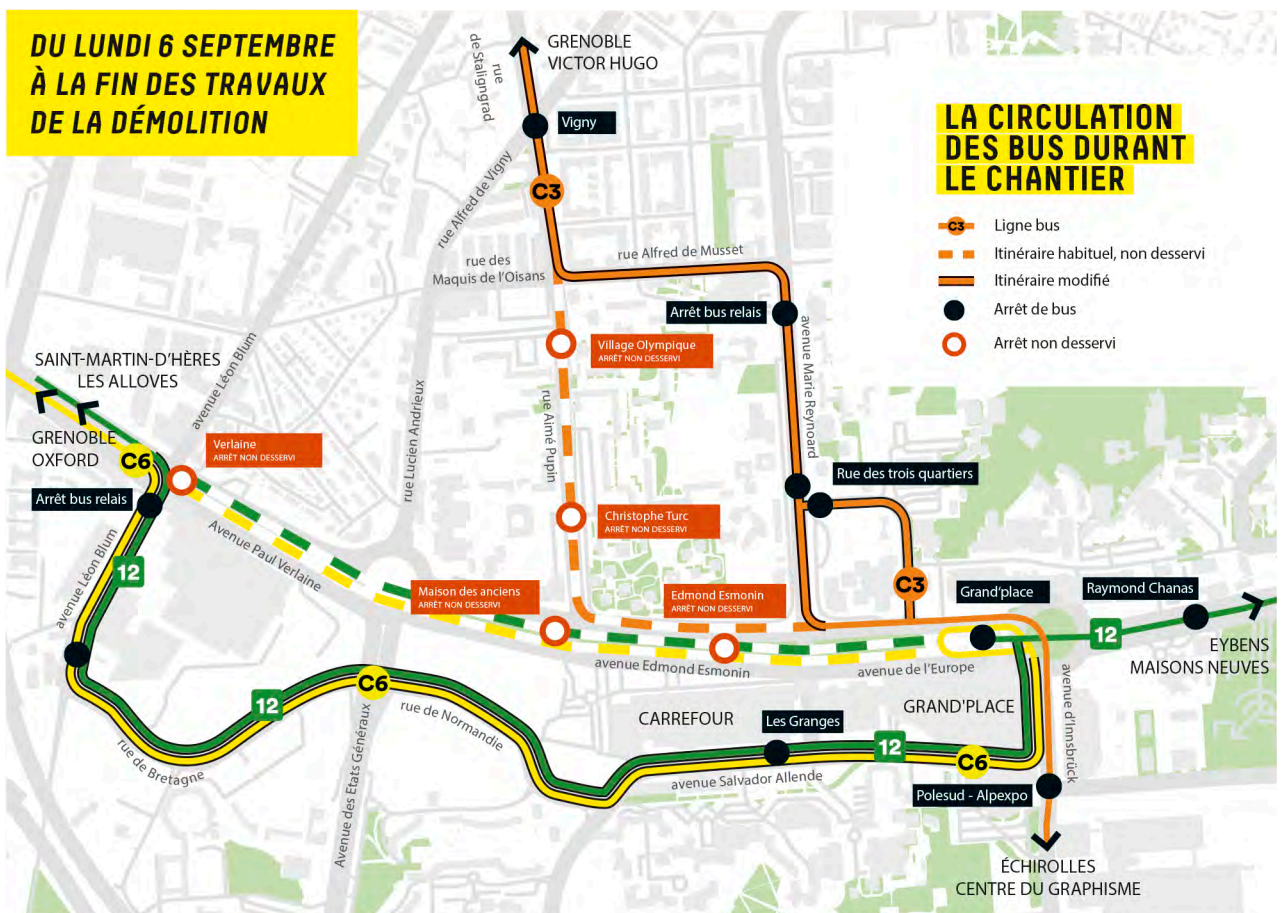 DU LUNDI 6 SEPTEMBRE
À LA FIN DES TRAVAUX
DE LA DÉMOLITION
LA CIRCULATION
DES BUS DURANT
LE CHANTIER
C3
Ligne bus
Itinéraire habituel, non desservi
Itinéraire modifié
Arrêt de bus
Arrêt non desservi
GRENOBLE
VICTOR HUGO
rue
de Stalingrad
Vigny
rue Alfred de Vigny
C3
rue Alfred de Musset
rue des
Maquis de l'Oisans
Arrêt bus relais
avenue Marie Reynoard
Village Olympique
ARRÊT NON DESSERVI
SAINT-MARTIN-D'HÈRES
LES ALLOVES
avenue Léon Blum
rue Lucien Andrieux
rue Aimé Pupin
GRENOBLE
OXFORD
C6
Verlaine
ARRÊT NON DESSERVI
Arrêt bus relais
Rue des trois quartiers
Christophe Turc
ARRÊT NON DESSERVI
Avenue Paul Verlaine
avenue Léon Blum
12
Maison des anciens
ARRÊT NON DESSERVI
Edmond Esmonin
ARRÊT NON DESSERVI
C3
Grand'place
Raymond Chanas
12
EYBENS
MAISONS NEUVES
avenue Edmond Esmonin
avenue de l'Europe
avenue d'Innsbrück
12
C6
rue de Normandie
rue de Bretagne
Avenue des Etats Généraux
CARREFOUR
GRAND'PLACE
Les Granges
12
C6
avenue Salvador Allende
Polesud - Alpexpo
ÉCHIROLLES
CENTRE DU GRAPHISME